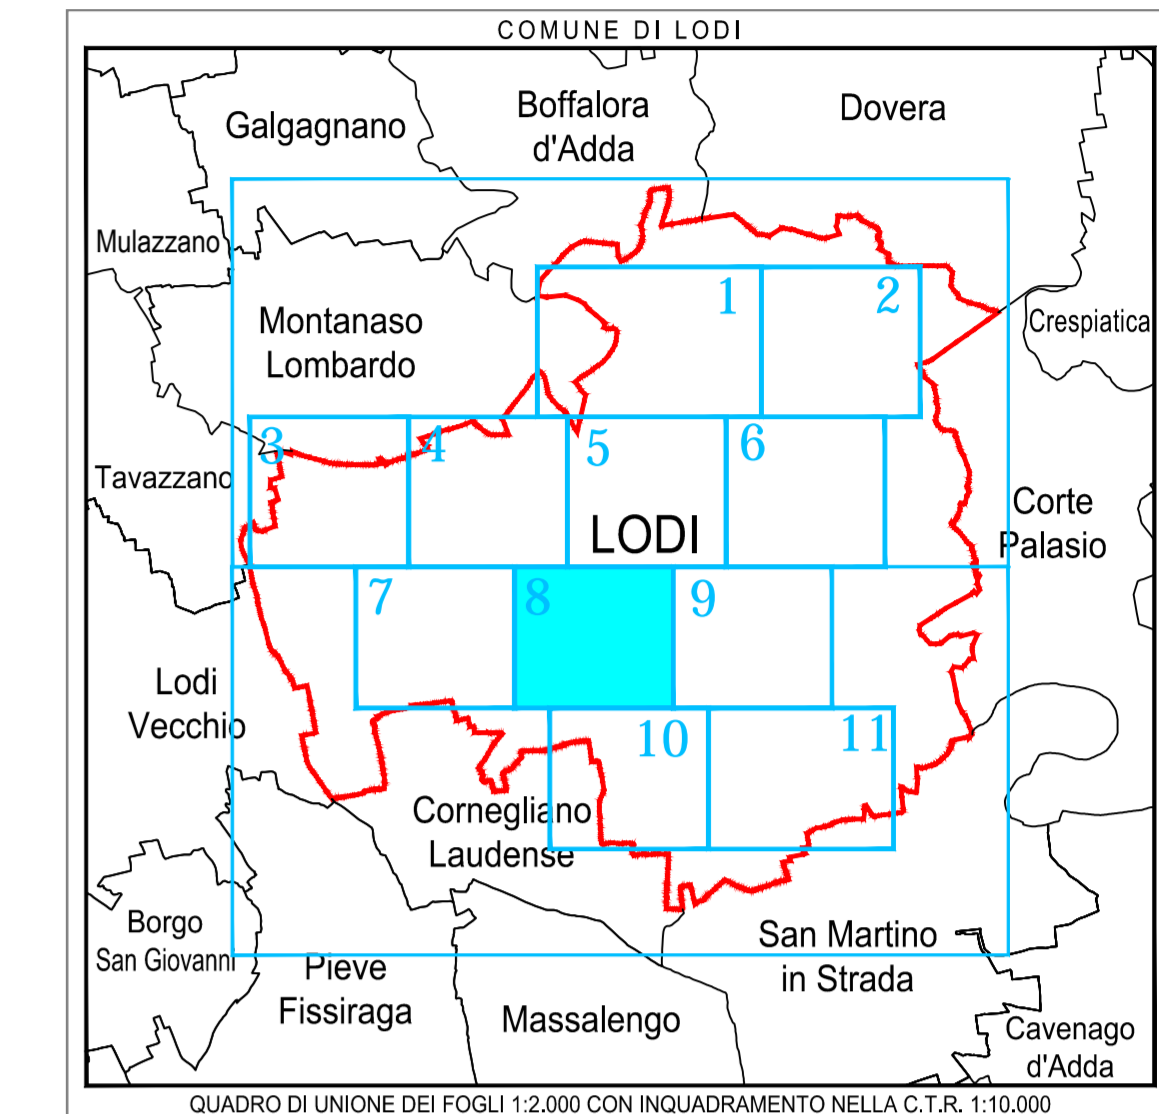 COMUNE DI LODI
Galgagnano
Boffalora
d'Adda
Dovera
Mulazzano
Montanaso
Lombardo
1
2
Crespiatica
Tavazzano
3
4
5
6
LODI
Corte
Palasio
7
8
9
Lodi
Vecchio
10
11
Cornegliano
Laudense
Borgo
San Giovanni
Pieve
Fissiraga
Massalengo
San Martino
in Strada
Cavenago
d'Adda
QUADRO DI UNIONE DEI FOGLI 1:2.000 CON INQUADRAMENTO NELLA C.T.R. 1:10.000